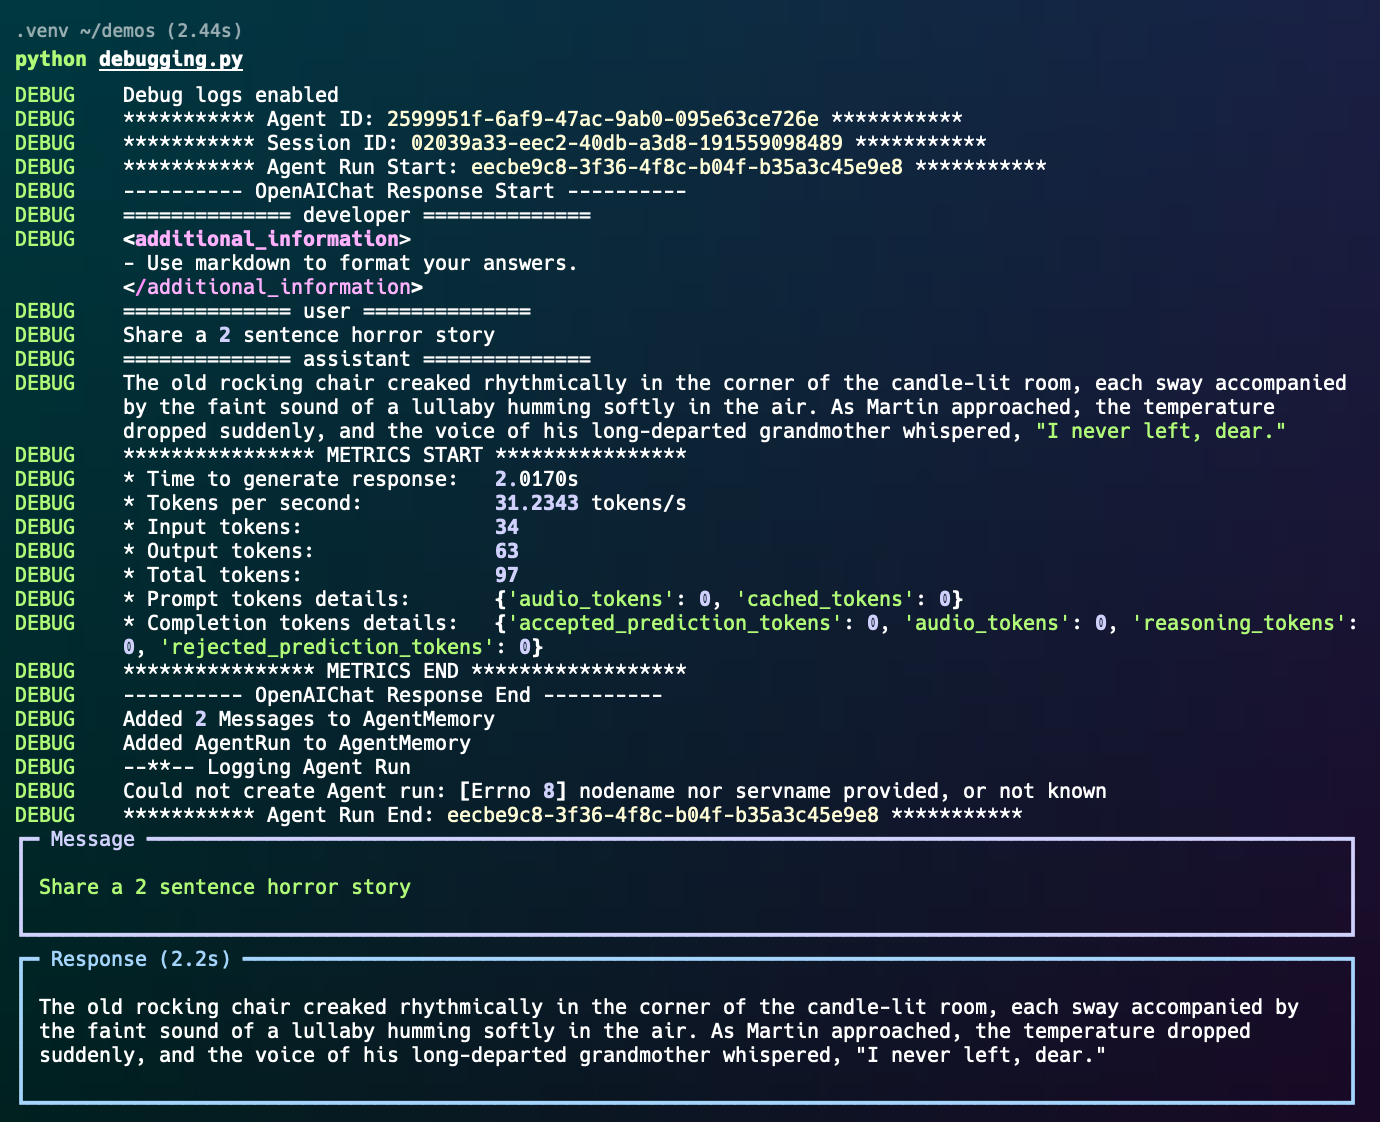 .venv ~/demos (2.44s)
python debugging.py
DEBUG    Debug logs enabled
DEBUG    *********** Agent ID: 2599951f-6af9-47ac-9ab0-095e63ce726e ***********
DEBUG    *********** Session ID: 02039a33-eec2-40db-a3d8-191559098489 ***********
DEBUG    *********** Agent Run Start: eecbe9c8-3f36-4f8c-b04f-b35a3c45e9e8 ***********
DEBUG    ---------- OpenAIChat Response Start ----------
DEBUG    ============== developer ==============
DEBUG    <additional_information>
         - Use markdown to format your answers.
         </additional_information>
DEBUG    ============== user ==============
DEBUG    Share a 2 sentence horror story
DEBUG    ============== assistant ==============
DEBUG    The old rocking chair creaked rhythmically in the corner of the candle-lit room, each sway accompanied
         by the faint sound of a lullaby humming softly in the air. As Martin approached, the temperature
         dropped suddenly, and the voice of his long-departed grandmother whispered, "I never left, dear."
DEBUG    **************** METRICS START ****************
DEBUG    * Time to generate response:   2.0170s
DEBUG    * Tokens per second:           31.2343 tokens/s
DEBUG    * Input tokens:                34
DEBUG    * Output tokens:               63
DEBUG    * Total tokens:                97
DEBUG    * Prompt tokens details:       {'audio_tokens': 0, 'cached_tokens': 0}
DEBUG    * Completion tokens details:   {'accepted_prediction_tokens': 0, 'audio_tokens': 0, 'reasoning_tokens':
         0, 'rejected_prediction_tokens': 0}
DEBUG    **************** METRICS END ******************
DEBUG    ---------- OpenAIChat Response End ----------
DEBUG    Added 2 Messages to AgentMemory
DEBUG    Added AgentRun to AgentMemory
DEBUG    --**-- Logging Agent Run
DEBUG    Could not create Agent run: [Errno 8] nodename nor servname provided, or not known
DEBUG    *********** Agent Run End: eecbe9c8-3f36-4f8c-b04f-b35a3c45e9e8 ***********
Message
Share a 2 sentence horror story
Response (2.2s)
The old rocking chair creaked rhythmically in the corner of the candle-lit room, each sway accompanied by
the faint sound of a lullaby humming softly in the air. As Martin approached, the temperature dropped
suddenly, and the voice of his long-departed grandmother whispered, "I never left, dear."